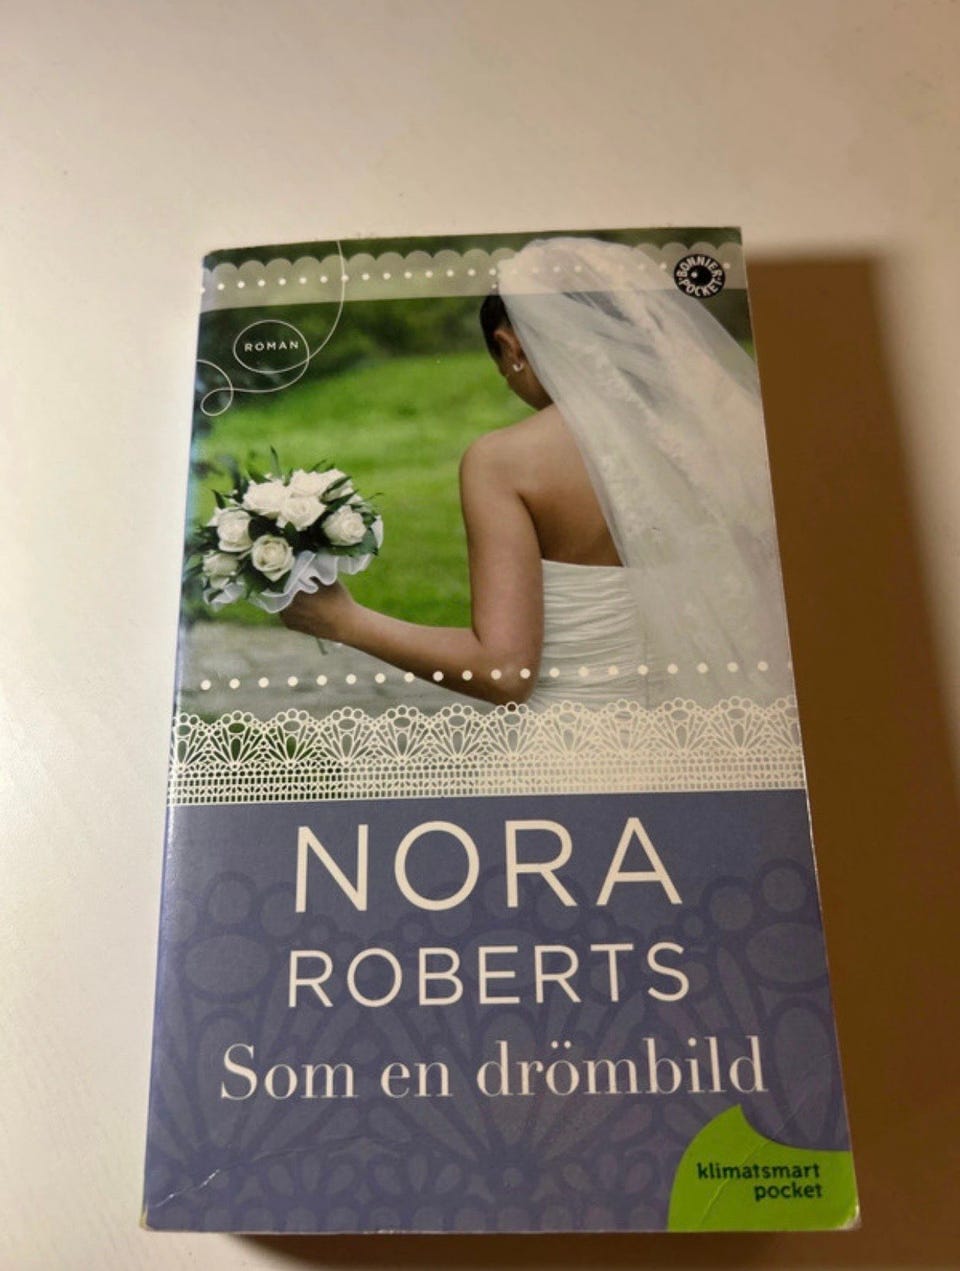 BONNIER
POCKET
ROMAN
NORA
ROBERTS
Som en drömbild
klimatsmart
pocket